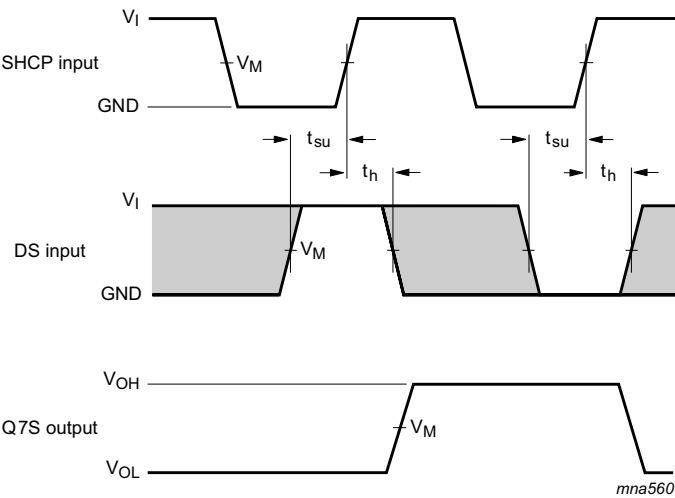 VI
SHCP input
VM
GND
tsu
tsu
th
th
VI
DS input
VM
GND
VOH
Q7S output
VM
VOL
mna560